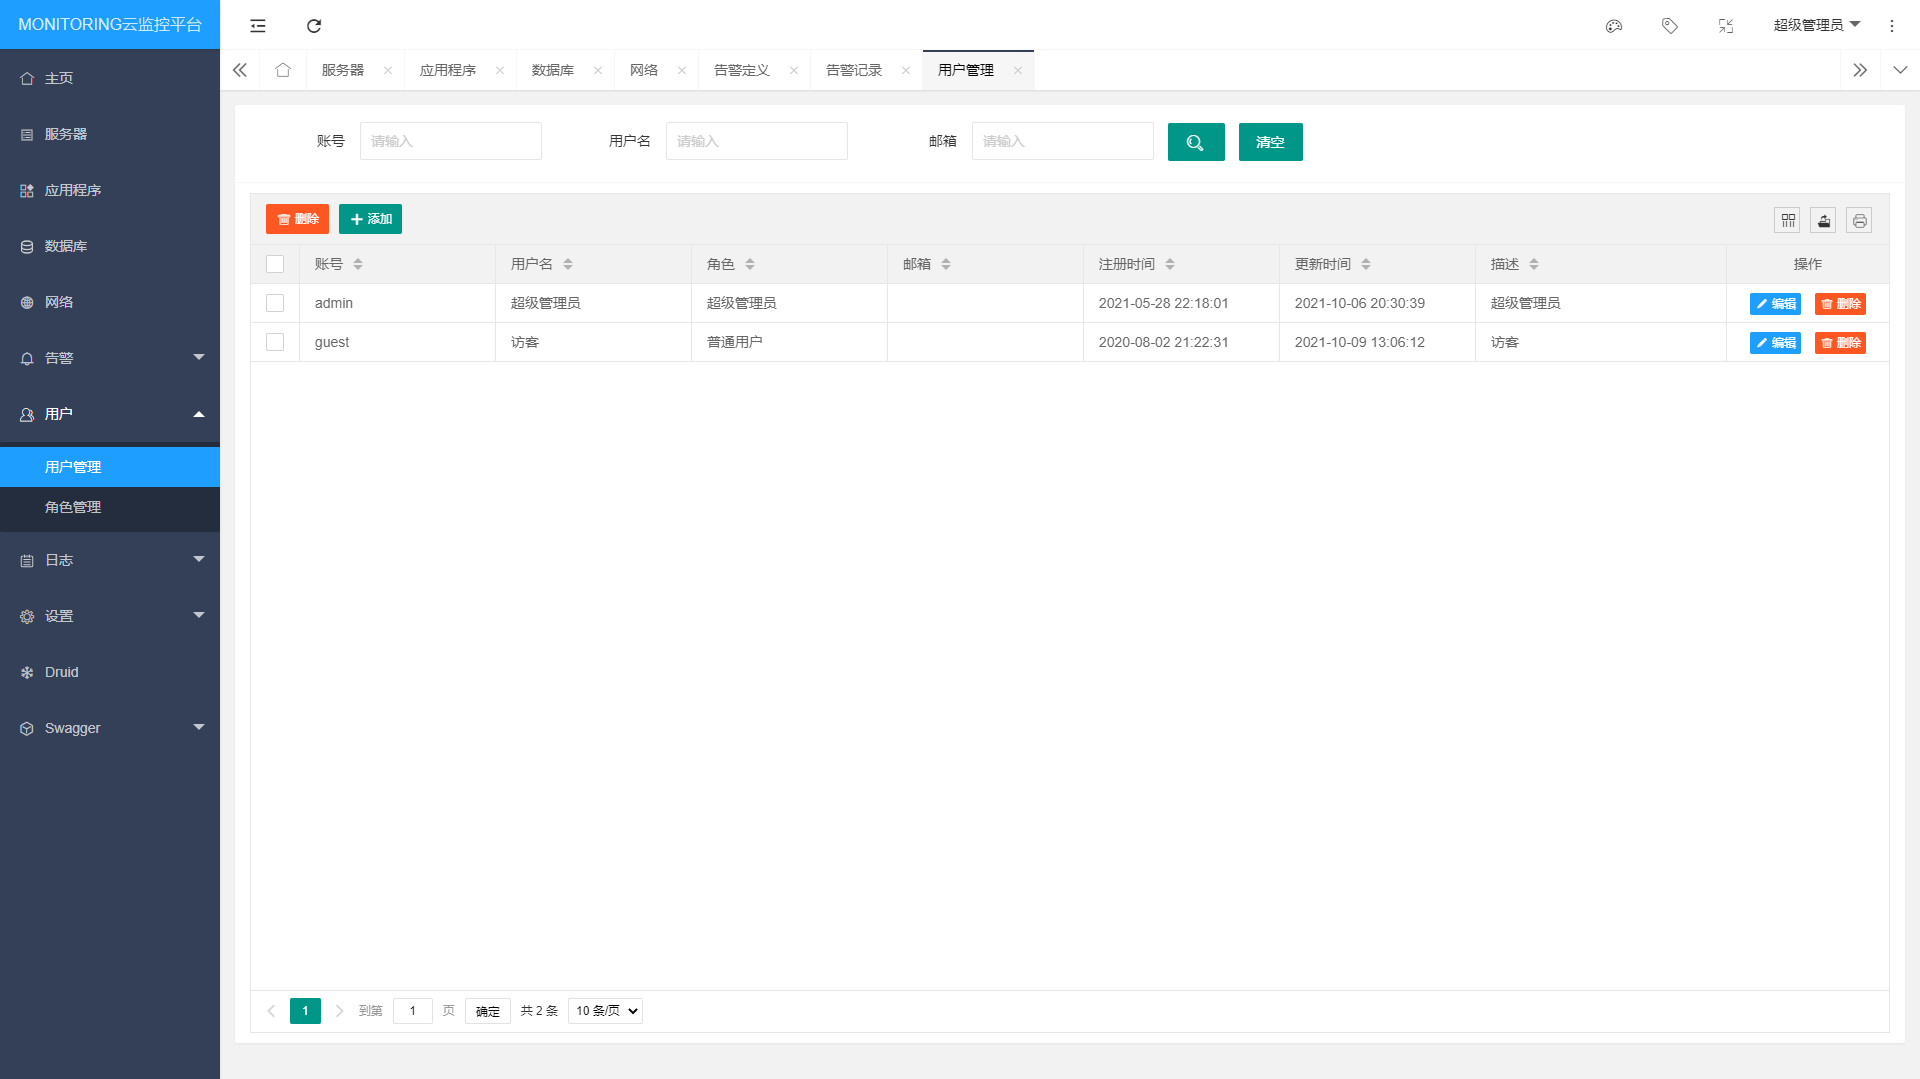 MONITORING云监控平台
超级管理员
主页
服务器
应用程序
数据库
网络
告警
用户
用户管理
角色管理
日志
设置
Druid
Swagger
服务器 应用程序 数据库 网络 告警定义 告警记录 用户管理
账号 请输入 用户名 请输入 邮箱 请输入 清空
删除 添加
账号 用户名 角色 邮箱 注册时间 更新时间 描述 操作
admin 超级管理员 超级管理员 2021-05-28 22:18:01 2021-10-06 20:30:39 超级管理员 编辑 删除
guest 访客 普通用户 2020-08-02 21:22:31 2021-10-09 13:06:12 访客 编辑 删除
1 到第 1 页 确定 共 2 条 10 条/页